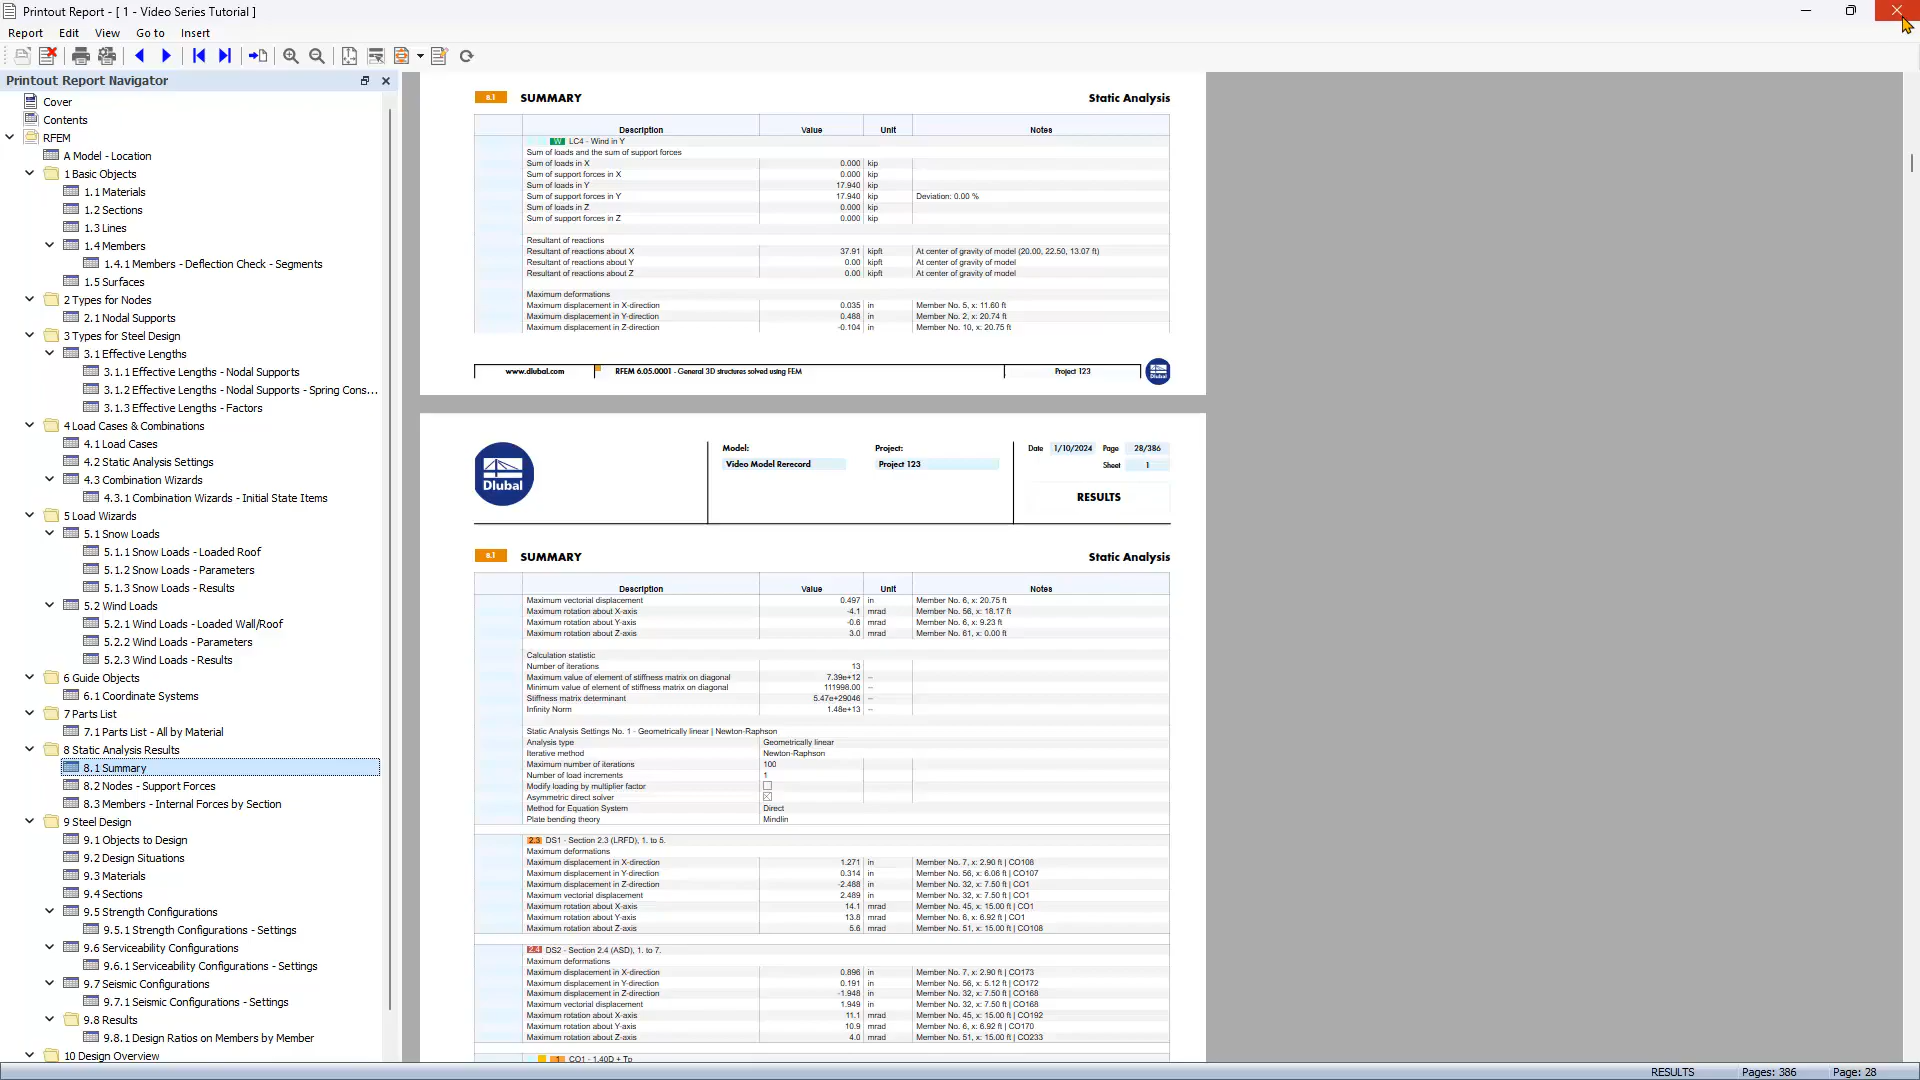 Printout Report - [ 1 - Video Series Tutorial ]
Report Edit View Go to Insert
Printout Report Navigator
Cover
Contents
RFEM
A Model - Location
1 Basic Objects
1.1 Materials
1.2 Sections
1.3 Lines
1.4 Members
1.4.1 Members - Deflection Check - Segments
1.5 Surfaces
2 Types for Nodes
2.1 Nodal Supports
3 Types for Steel Design
3.1 Effective Lengths
3.1.1 Effective Lengths - Nodal Supports
3.1.2 Effective Lengths - Nodal Supports - Spring Cons...
3.1.3 Effective Lengths - Factors
4 Load Cases & Combinations
4.1 Load Cases
4.2 Static Analysis Settings
4.3 Combination Wizards
4.3.1 Combination Wizards - Initial State Items
5 Load Wizards
5.1 Snow Loads
5.1.1 Snow Loads - Loaded Roof
5.1.2 Snow Loads - Parameters
5.1.3 Snow Loads - Results
5.2 Wind Loads
5.2.1 Wind Loads - Loaded Wall/Roof
5.2.2 Wind Loads - Parameters
5.2.3 Wind Loads - Results
6 Guide Objects
6.1 Coordinate Systems
7 Parts List
7.1 Parts List - All by Material
8 Static Analysis Results
8.1 Summary
8.2 Nodes - Support Forces
8.3 Members - Internal Forces by Section
9 Steel Design
9.1 Objects to Design
9.2 Design Situations
9.3 Materials
9.4 Sections
9.5 Strength Configurations
9.5.1 Strength Configurations - Settings
9.6 Serviceability Configurations
9.6.1 Serviceability Configurations - Settings
9.7 Seismic Configurations
9.7.1 Seismic Configurations - Settings
9.8 Results
9.8.1 Design Ratios on Members by Member
10 Design Overview
8.1 SUMMARY Static Analysis
Description Value Unit Notes
W LC4 - Wind in Y
Sum of loads and the sum of support forces
Sum of loads in X 0.000 kip
Sum of support forces in X 0.000 kip
Sum of loads in Y 17.940 kip
Sum of support forces in Y 17.940 kip Deviation: 0.00 %
Sum of loads in Z 0.000 kip
Sum of support forces in Z 0.000 kip
Resultant of reactions
Resultant of reactions about X 37.91 kipft At center of gravity of model (20.00, 22.50, 13.07 ft)
Resultant of reactions about Y 0.00 kipft At center of gravity of model
Resultant of reactions about Z 0.00 kipft At center of gravity of model
Maximum deformations
Maximum displacement in X-direction 0.035 in Member No. 5, x: 11.60 ft
Maximum displacement in Y-direction 0.488 in Member No. 2, x: 20.74 ft
Maximum displacement in Z-direction -0.104 in Member No. 10, x: 20.75 ft
www.dlubal.com RFEM 6.05.0001 - General 3D structures solved using FEM Project 123 Dlubal
Dlubal
Model: Project: Date 1/10/2024 Page 28/386
Video Model Rerecord Project 123 Sheet 1
RESULTS
8.1 SUMMARY Static Analysis
Description Value Unit Notes
Maximum vectorial displacement 0.497 in Member No. 6, x: 20.75 ft
Maximum rotation about X-axis -4.1 mrad Member No. 56, x: 18.17 ft
Maximum rotation about Y-axis -0.6 mrad Member No. 6, x: 9.23 ft
Maximum rotation about Z-axis 3.0 mrad Member No. 61, x: 0.00 ft
Calculation statistic
Number of iterations 13
Maximum value of element of stiffness matrix on diagonal 7.39e+12 --
Minimum value of element of stiffness matrix on diagonal 111998.00 --
Stiffness matrix determinant 5.47e+29046 --
Infinity Norm 1.48e+13 --
Static Analysis Settings No. 1 - Geometrically linear | Newton-Raphson
Analysis type Geometrically linear
Iterative method Newton-Raphson
Maximum number of iterations 100
Number of load increments 1
Modify loading by multiplier factor
Asymmetric direct solver
Method for Equation System Direct
Plate bending theory Mindlin
2.3 DS1 - Section 2.3 (LRFD), 1. to 5.
Maximum deformations
Maximum displacement in X-direction 1.271 in Member No. 7, x: 2.90 ft | CO108
Maximum displacement in Y-direction 0.314 in Member No. 56, x: 6.06 ft | CO107
Maximum displacement in Z-direction -2.488 in Member No. 32, x: 7.50 ft | CO1
Maximum vectorial displacement 2.489 in Member No. 32, x: 7.50 ft | CO1
Maximum rotation about X-axis 14.1 mrad Member No. 45, x: 15.00 ft | CO1
Maximum rotation about Y-axis 13.8 mrad Member No. 6, x: 6.92 ft | CO1
Maximum rotation about Z-axis 5.6 mrad Member No. 51, x: 15.00 ft | CO108
2.4 DS2 - Section 2.4 (ASD), 1. to 7.
Maximum deformations
Maximum displacement in X-direction 0.896 in Member No. 7, x: 2.90 ft | CO173
Maximum displacement in Y-direction 0.191 in Member No. 56, x: 5.12 ft | CO172
Maximum displacement in Z-direction -1.948 in Member No. 32, x: 7.50 ft | CO168
Maximum vectorial displacement 1.949 in Member No. 32, x: 7.50 ft | CO168
Maximum rotation about X-axis 11.1 mrad Member No. 45, x: 15.00 ft | CO192
Maximum rotation about Y-axis 10.9 mrad Member No. 6, x: 6.92 ft | CO170
Maximum rotation about Z-axis 4.0 mrad Member No. 51, x: 15.00 ft | CO233
1 CO1 - 1.40D + Tp
RESULTS Pages: 386 Page: 28